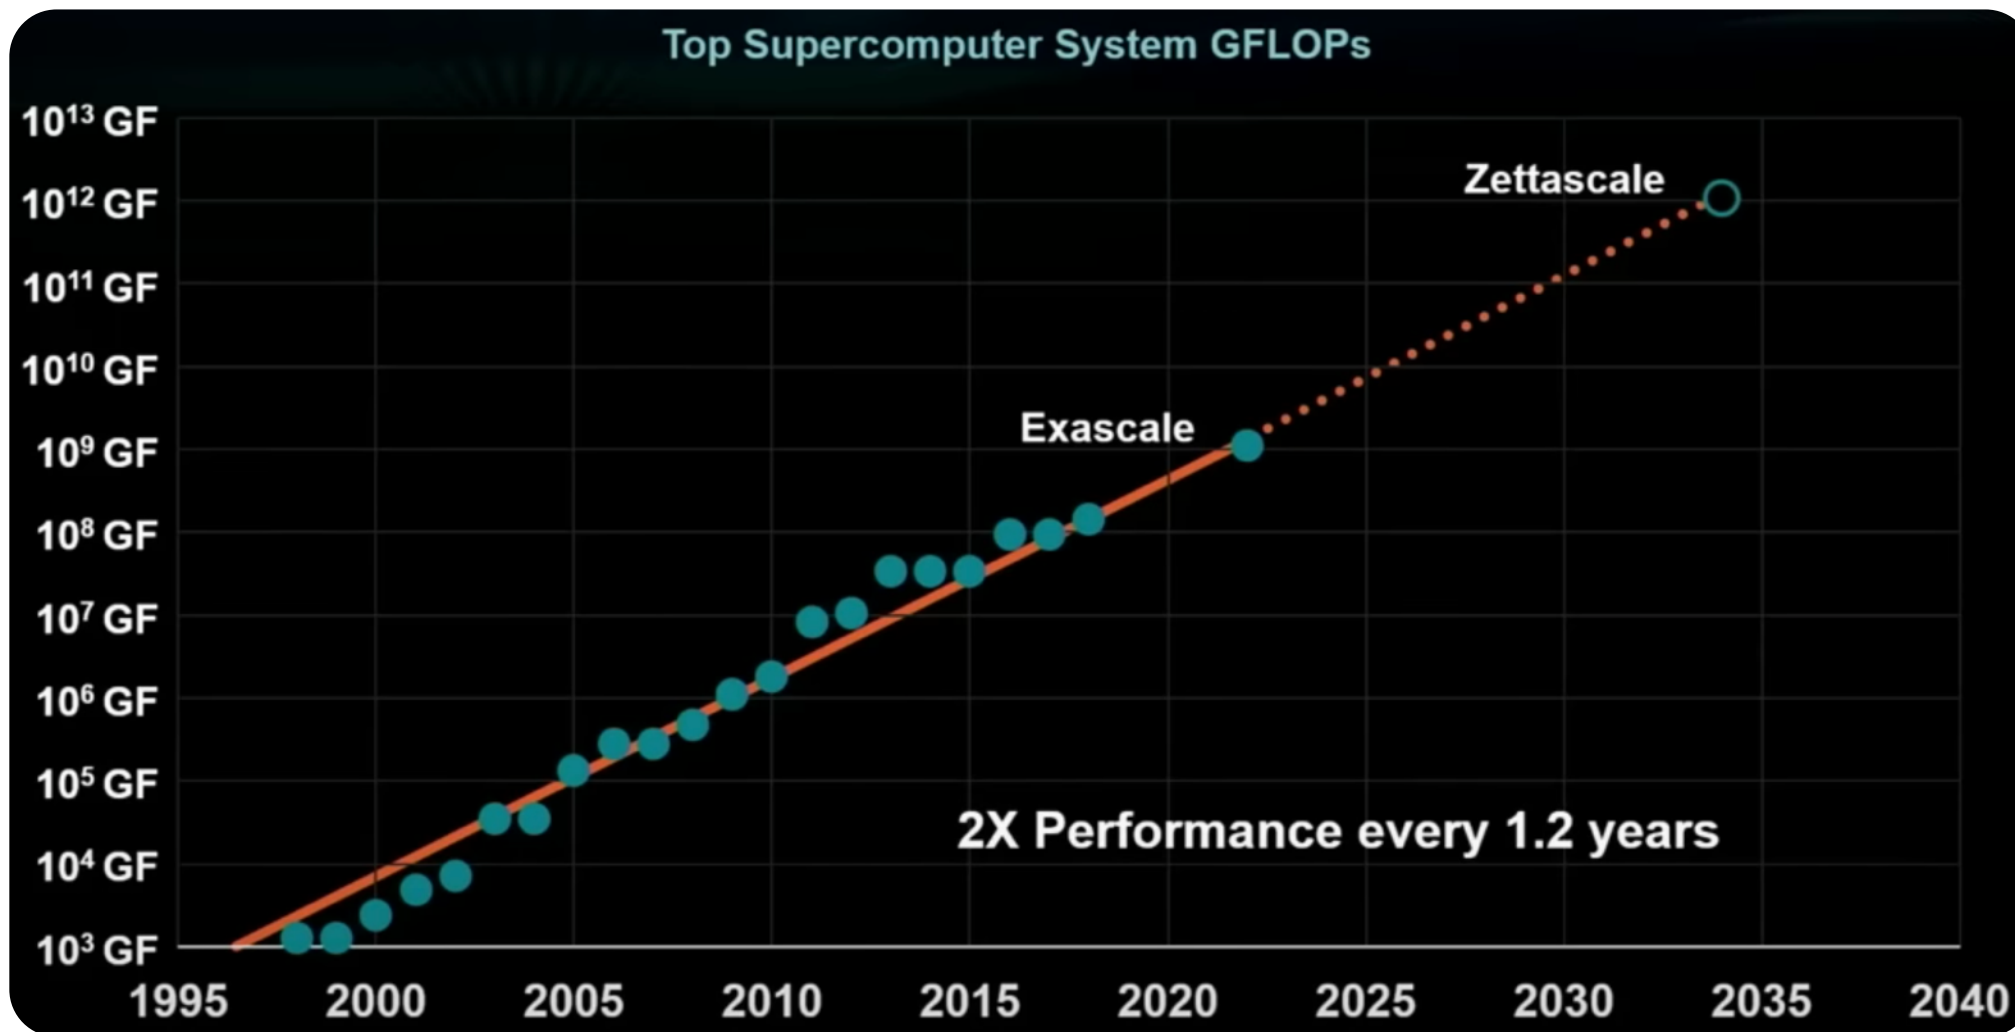 Top Supercomputer System GFLOPs
10¹³ GF
10¹² GF
10¹¹ GF
10¹⁰ GF
10⁹ GF
10⁸ GF
10⁷ GF
10⁶ GF
10⁵ GF
10⁴ GF
10³ GF
Zettascale
Exascale
2X Performance every 1.2 years
1995 2000 2005 2010 2015 2020 2025 2030 2035 2040